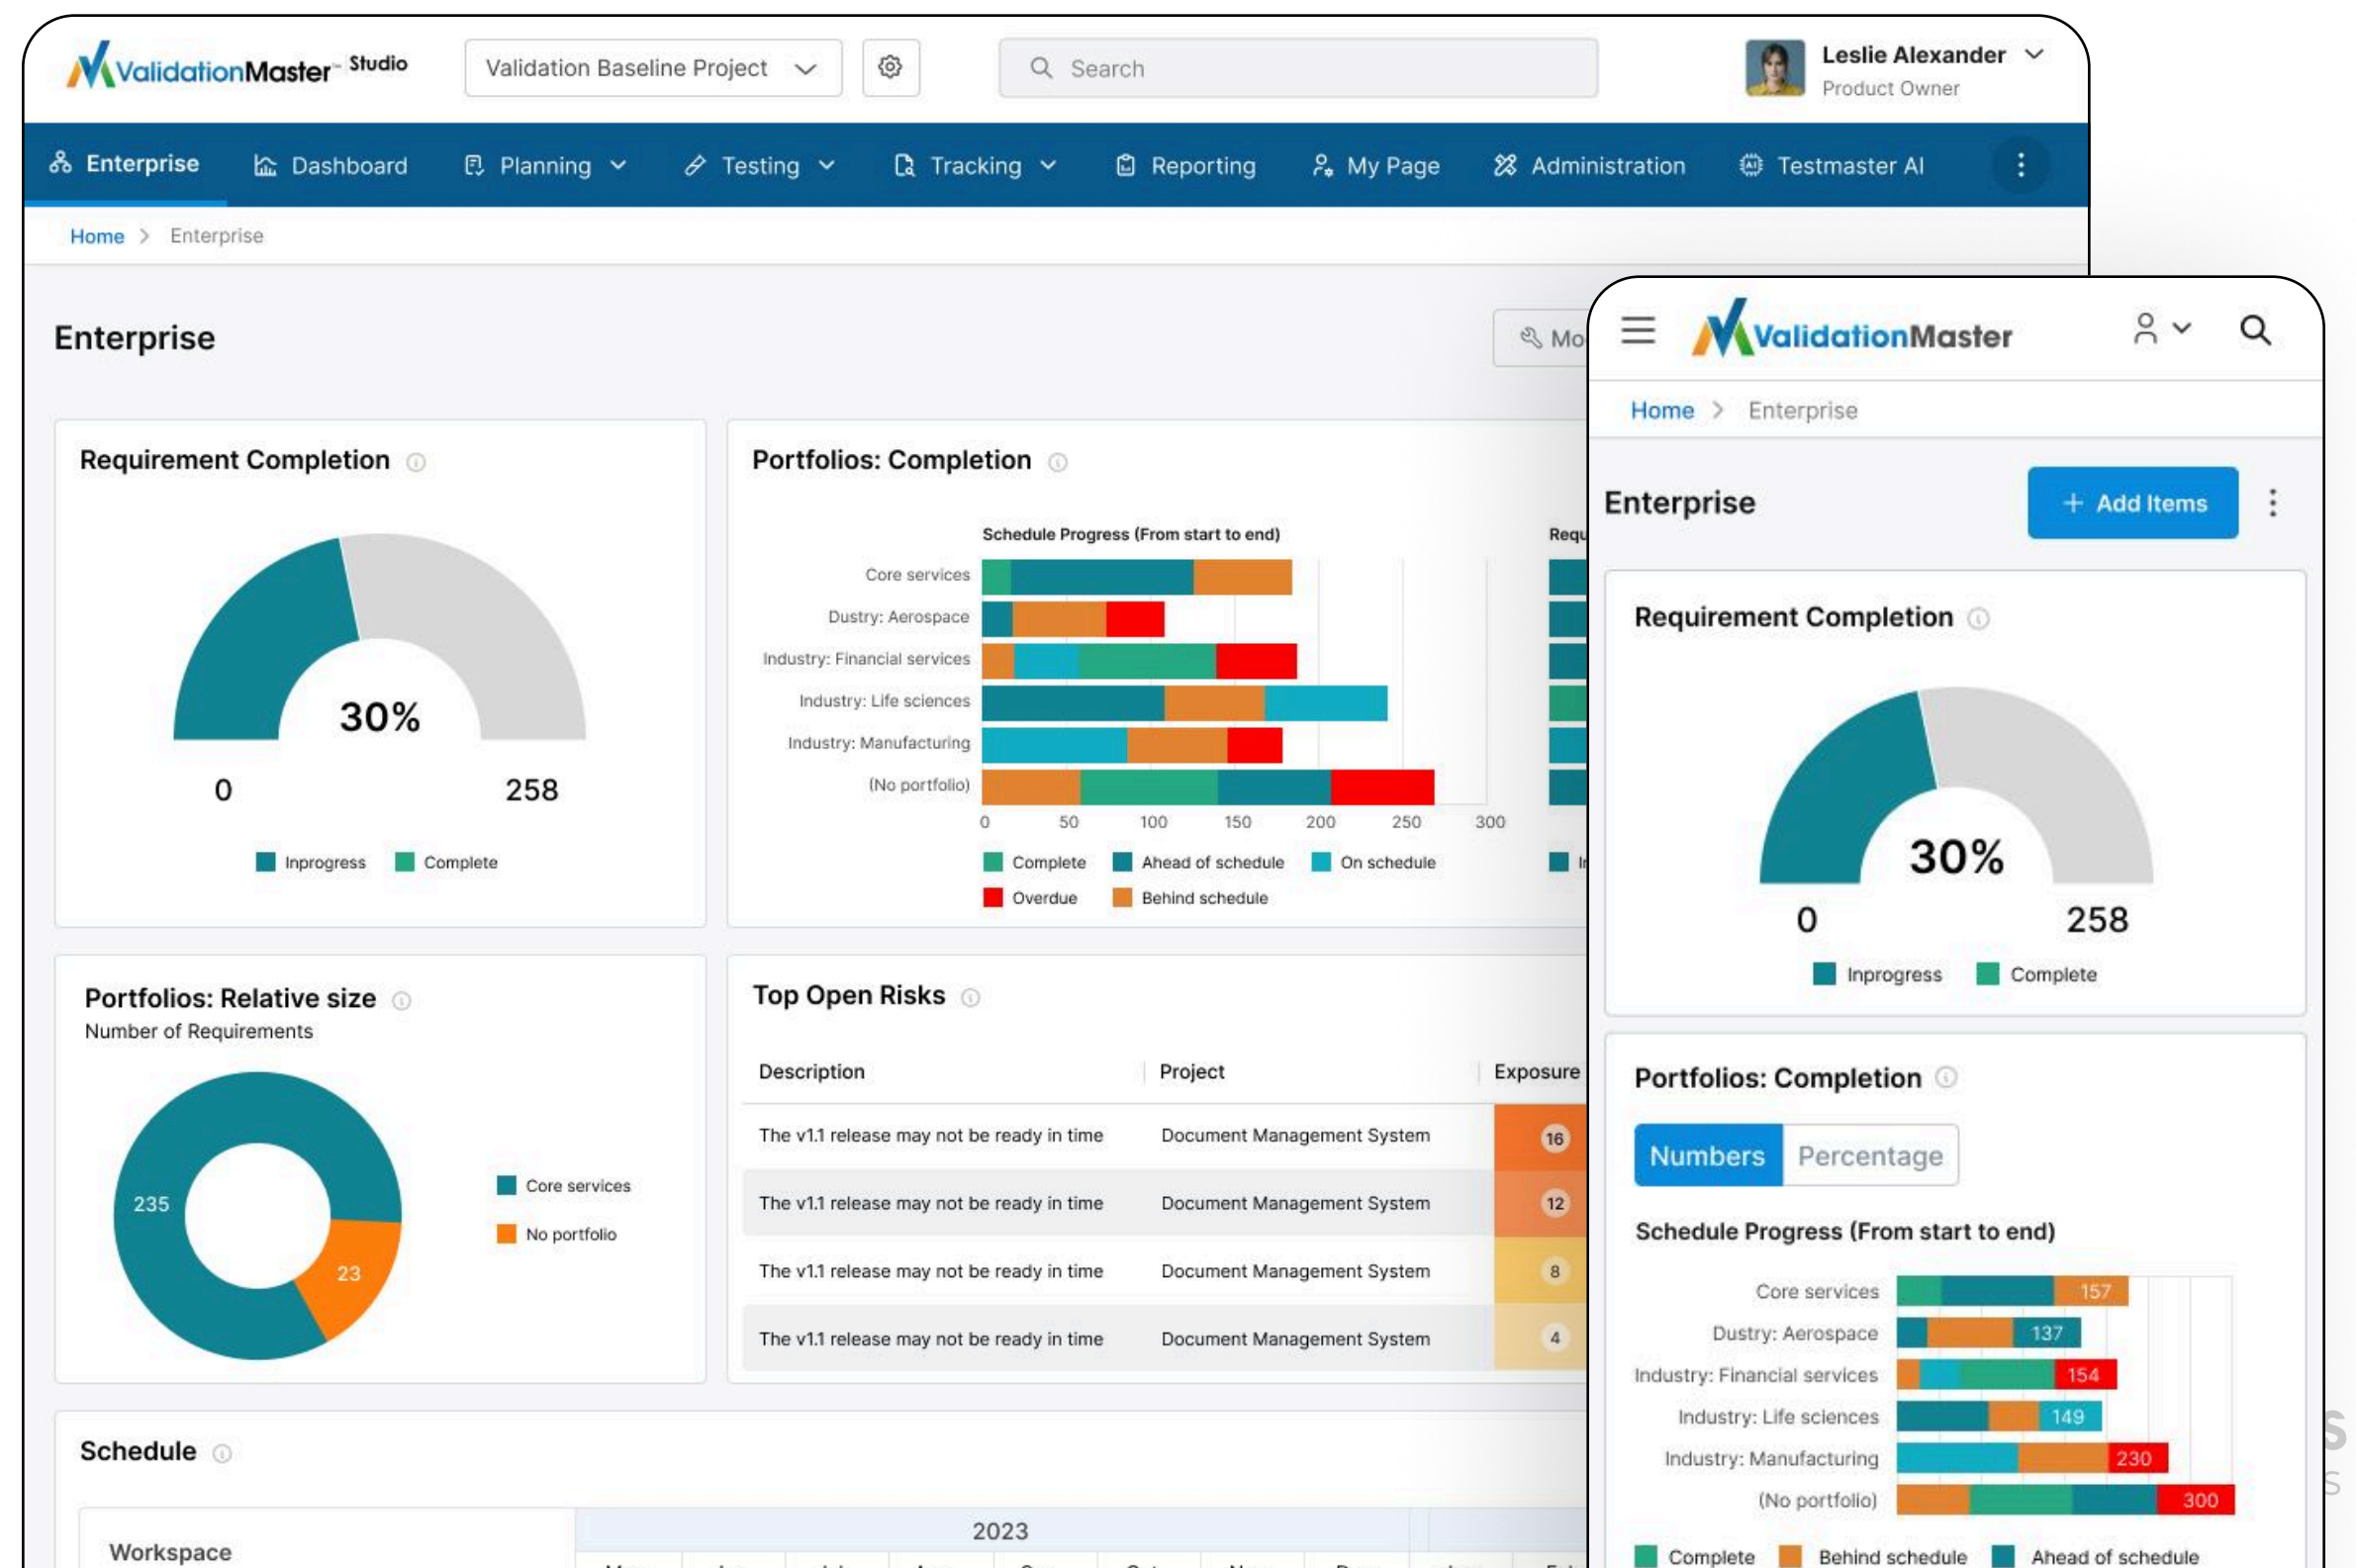 ValidationMaster™ Studio
Validation Baseline Project
Search
Leslie Alexander
Product Owner
Enterprise
Dashboard
Planning
Testing
Tracking
Reporting
My Page
Administration
Testmaster AI
Home > Enterprise
Enterprise
Requirement Completion
30%
0 258
Inprogress Complete
Portfolios: Completion
Schedule Progress (From start to end)
Core services
Dustry: Aerospace
Industry: Financial services
Industry: Life sciences
Industry: Manufacturing
(No portfolio)
0 50 100 150 200 250 300
Complete Ahead of schedule On schedule
Overdue Behind schedule
Portfolios: Relative size
Number of Requirements
235
23
Core services
No portfolio
Top Open Risks
Description Project Exposure
The v1.1 release may not be ready in time Document Management System 16
The v1.1 release may not be ready in time Document Management System 12
The v1.1 release may not be ready in time Document Management System 8
The v1.1 release may not be ready in time Document Management System 4
Schedule
2023
Workspace
ValidationMaster
Home > Enterprise
Enterprise
+ Add Items
Requirement Completion
30%
0 258
Inprogress Complete
Portfolios: Completion
Numbers Percentage
Schedule Progress (From start to end)
Core services 157
Dustry: Aerospace 137
Industry: Financial services 154
Industry: Life sciences 149
Industry: Manufacturing 230
(No portfolio) 300
Complete Behind schedule Ahead of schedule